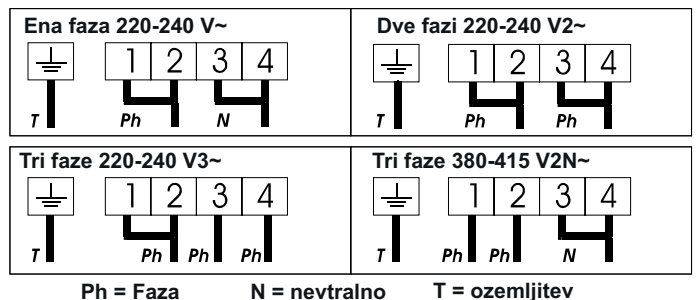 Ena faza 220-240 V~
1 2 3 4
T Ph N
Dve fazi 220-240 V2~
1 2 3 4
T Ph Ph
Tri faze 220-240 V3~
1 2 3 4
T Ph Ph Ph
Tri faze 380-415 V2N~
1 2 3 4
T Ph Ph N
Ph = Faza N = nevtralno T = ozemljitev